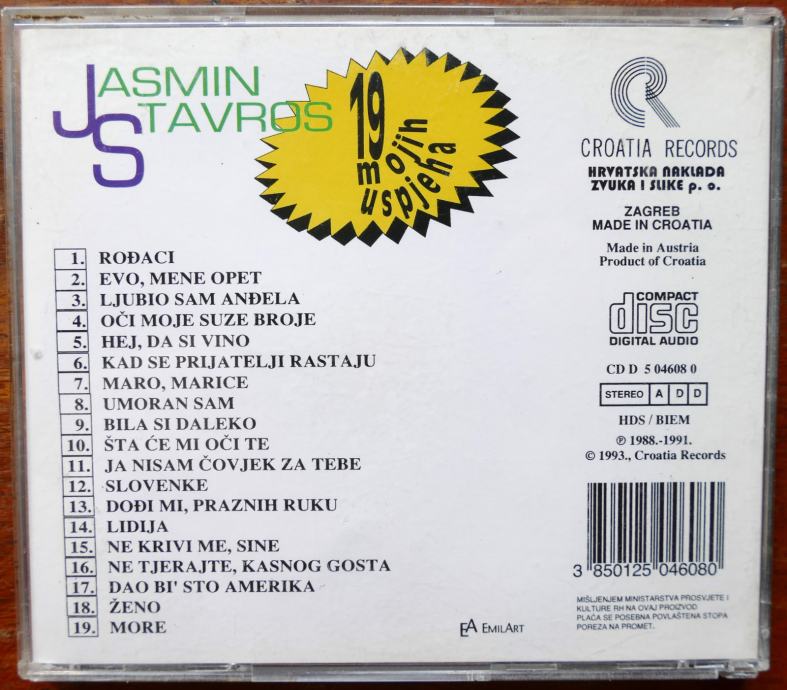 JASMIN
STAVROS
19
mojih
uspjeha
1. ROĐACI
2. EVO, MENE OPET
3. LJUBIO SAM ANĐELA
4. OČI MOJE SUZE BROJE
5. HEJ, DA SI VINO
6. KAD SE PRIJATELJI RASTAJU
7. MARO, MARICE
8. UMORAN SAM
9. BILA SI DALEKO
10. ŠTA ĆE MI OČI TE
11. JA NISAM ČOVJEK ZA TEBE
12. SLOVENKE
13. DOĐI MI, PRAZNIH RUKU
14. LIDIJA
15. NE KRIVI ME, SINE
16. NE TJERAJTE, KASNOG GOSTA
17. DAO BI' STO AMERIKA
18. ŽENO
19. MORE
EA EMILART
CROATIA RECORDS
HRVATSKA NAKLADA
ZVUKA I SLIKE p. o.
ZAGREB
MADE IN CROATIA
Made in Austria
Product of Croatia
COMPACT
disc
DIGITAL AUDIO
CD D 5 04608 0
STEREO A D D
HDS / BIEM
℗ 1988.-1991.
© 1993., Croatia Records
3 850125 046080
MIŠLJENJEM MINISTARSTVA PROSVJETE I
KULTURE RH NA OVAJ PROIZVOD
PLAĆA SE POSEBNA POVLAŠTENA STOPA
POREZA NA PROMET.